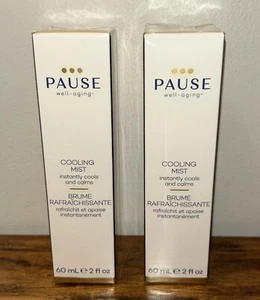 PAUSE
well-aging
COOLING
MIST
instantly cools
and calms
BRUME
RAFRAÎCHISSANTE
rafraîchit et apaise
instantanément
60 mL ℮ 2 fl oz
PAUSE
well-aging
COOLING
MIST
instantly cools
and calms
BRUME
RAFRAÎCHISSANTE
rafraîchit et apaise
instantanément
60 mL ℮ 2 fl oz